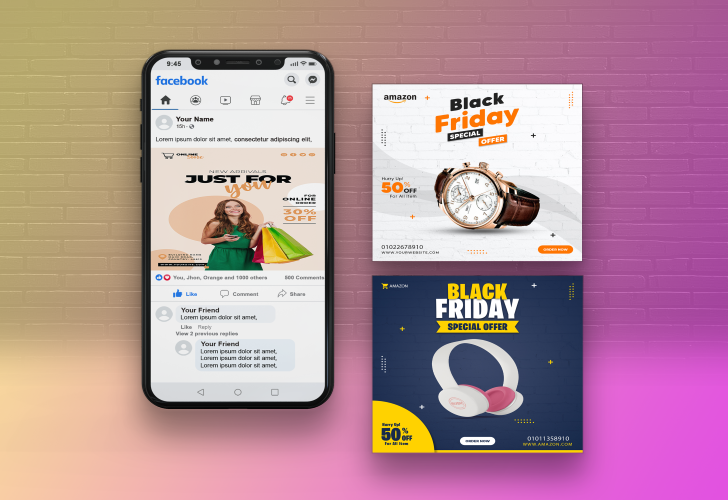 9:45
facebook
Your Name
15h
Lorem ipsum dolor sit amet, consectetur adipiscing elit,
ONLINE
NEW ARRIVALS
JUST FOR
you
FOR
ONLINE
ORDER
30%
OFF
You, Jhon, Orange and 1000 others
500 Comments
Like
Comment
Share
Your Friend
Lorem ipsum dolor sit amet,
Like Reply
View 2 previous replies
Your Friend
Lorem ipsum dolor sit amet,
Lorem ipsum dolor sit amet,
Lorem ipsum dolor sit amet,
amazon
Black
Friday
SPECIAL
OFFER
Hurry Up!
50% OFF
For All Item
01022678910
WWW.YOURWEBSITE.COM
ORDER NOW
AMAZON
BLACK
FRIDAY
SPECIAL OFFER
Hurry Up!
50% OFF
For All Item
ORDER NOW
01011358910
WWW.AMAZON.COM